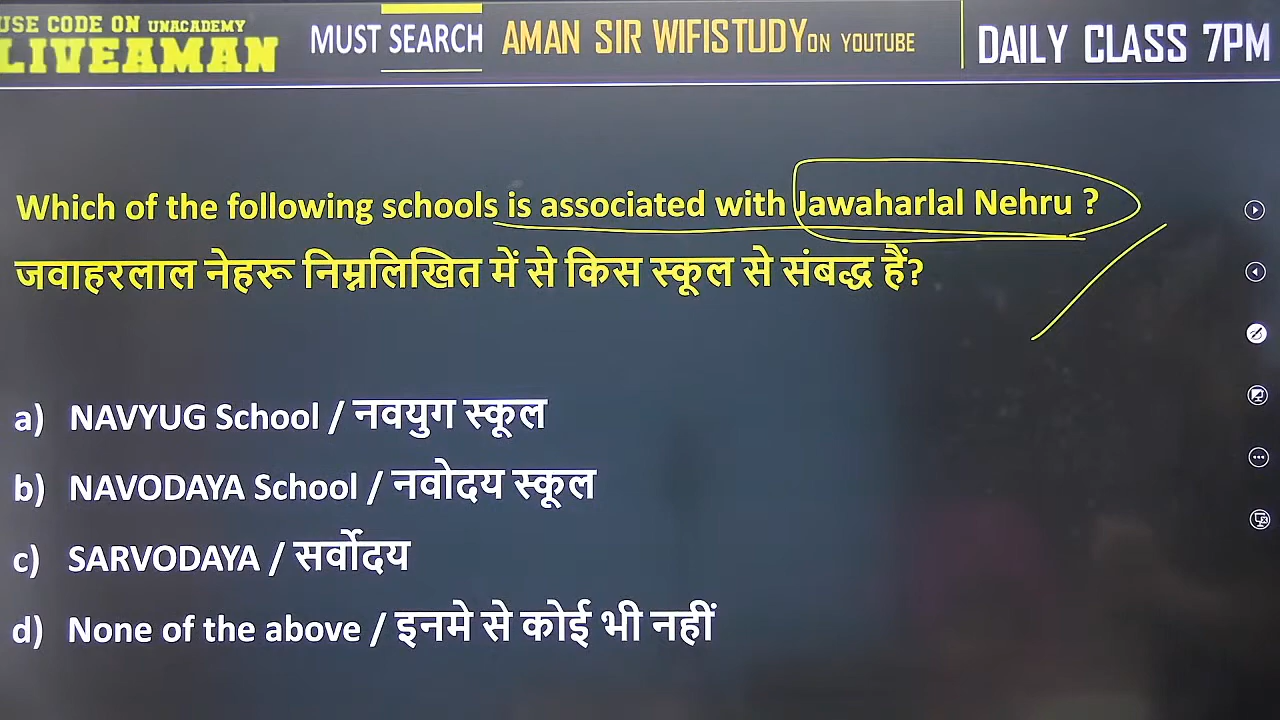 USE CODE ON UNACADEMY
LIVEAMAN
MUST SEARCH AMAN SIR WIFISTUDY ON YOUTUBE
DAILY CLASS 7PM
Which of the following schools is associated with Jawaharlal Nehru ?
जवाहरलाल नेहरू निम्नलिखित में से किस स्कूल से संबद्ध हैं?
a) NAVYUG School / नवयुग स्कूल
b) NAVODAYA School / नवोदय स्कूल
c) SARVODAYA / सर्वोदय
d) None of the above / इनमे से कोई भी नहीं